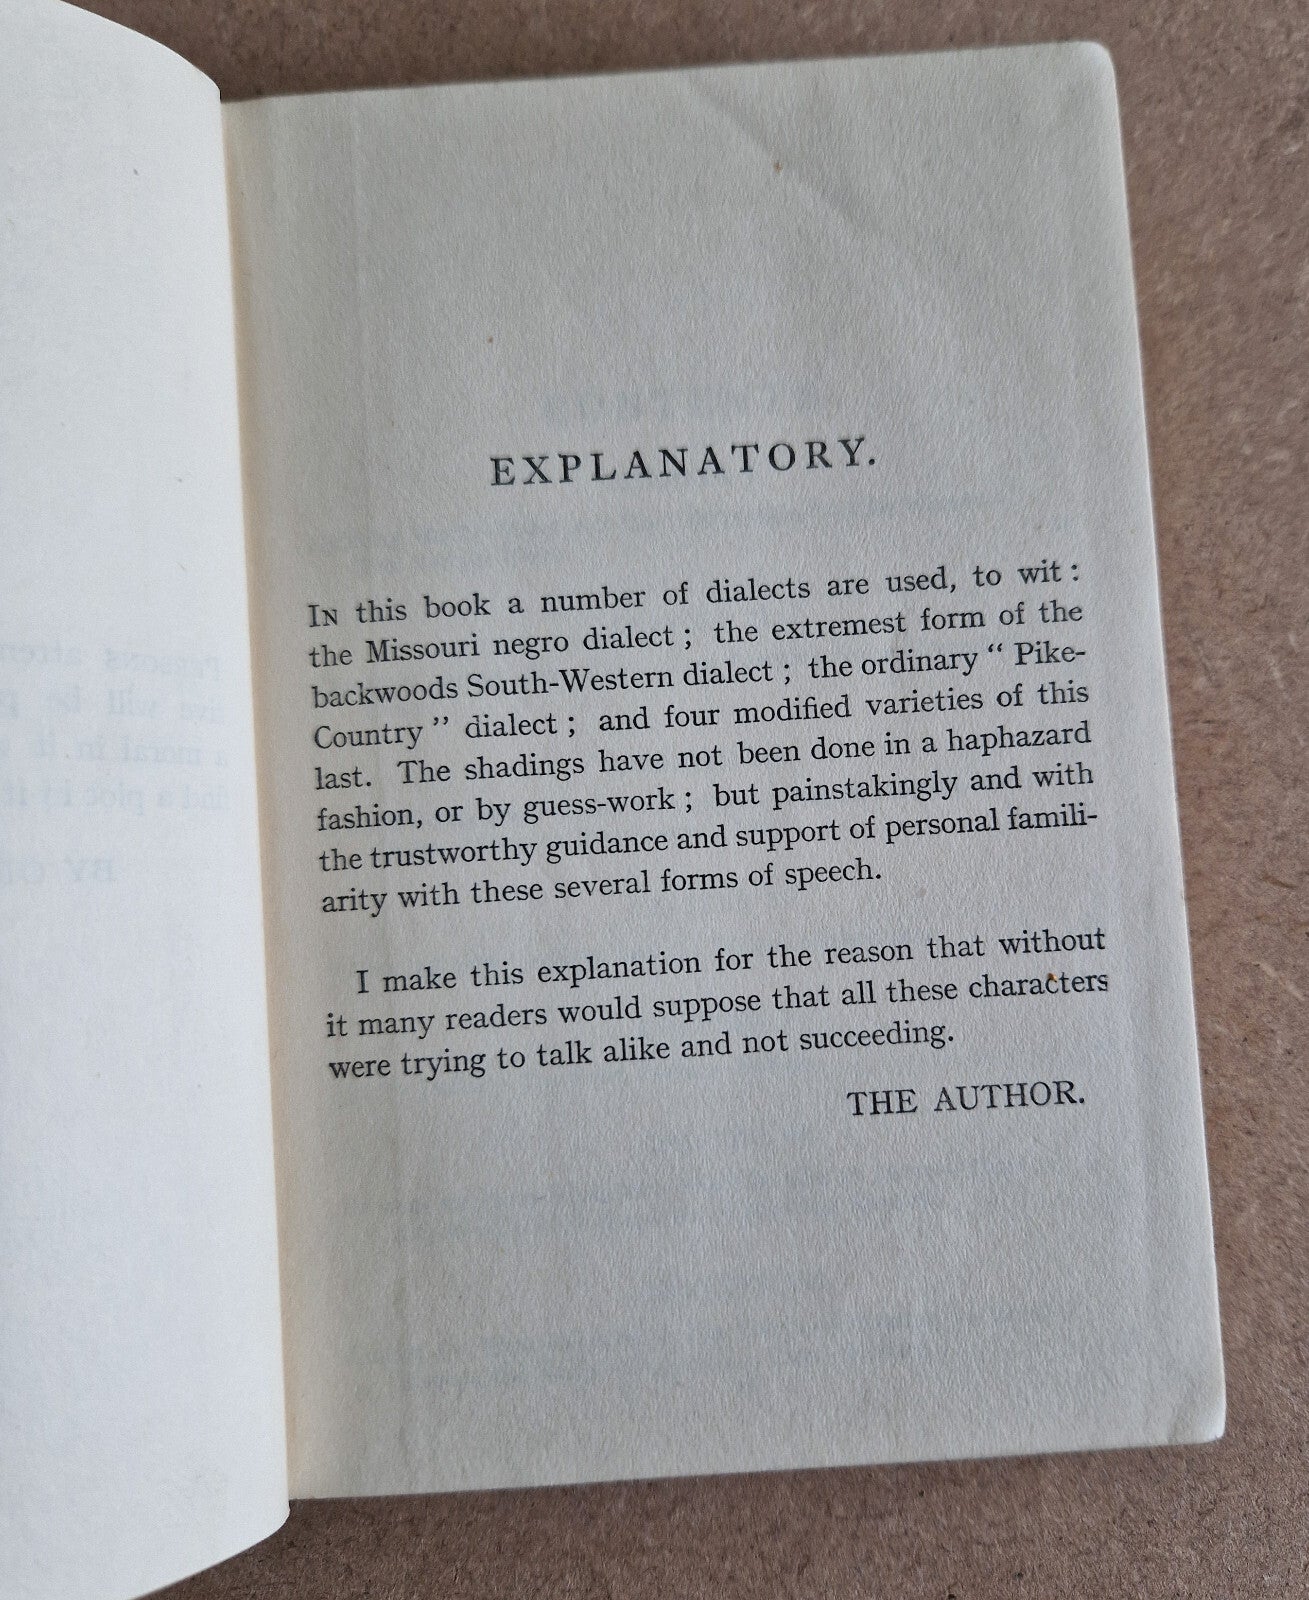 EXPLANATORY.
IN this book a number of dialects are used, to wit :
the Missouri negro dialect ; the extremest form of the
backwoods South-Western dialect ; the ordinary “ Pike-
Country ” dialect ; and four modified varieties of this
last. The shadings have not been done in a haphazard
fashion, or by guess-work ; but painstakingly and with
the trustworthy guidance and support of personal famili-
arity with these several forms of speech.
I make this explanation for the reason that without
it many readers would suppose that all these characters
were trying to talk alike and not succeeding.
THE AUTHOR.